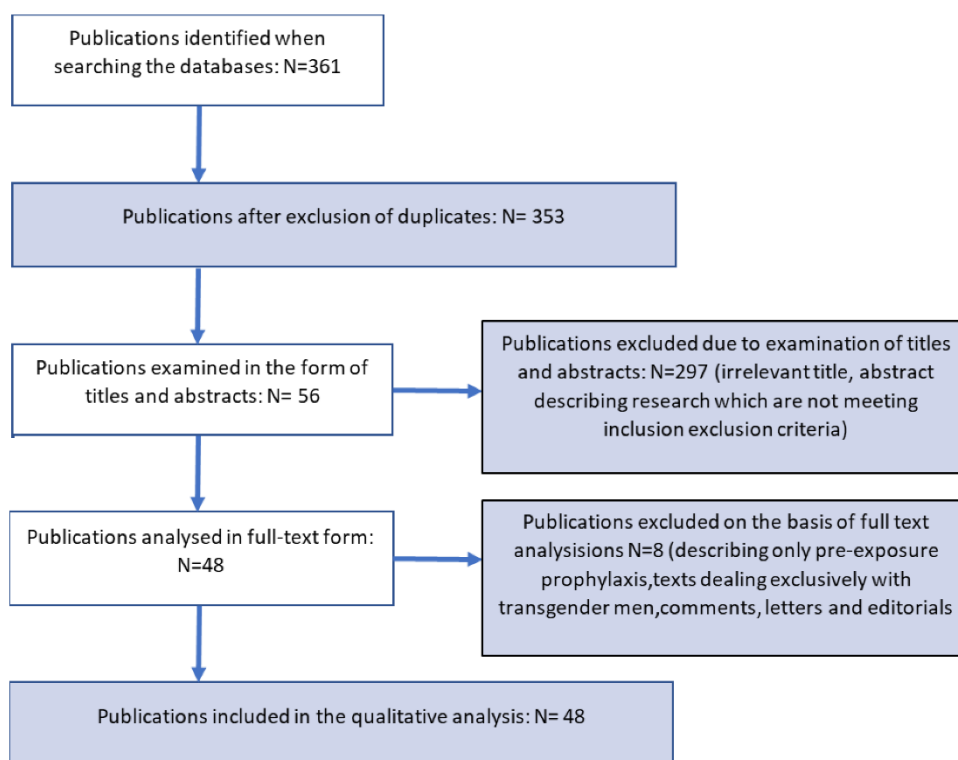 Publications identified when
searching the databases: N=361
Publications after exclusion of duplicates: N= 353
Publications examined in the form of
titles and abstracts: N= 56
Publications excluded due to examination of titles
and abstracts: N=297 (irrelevant title, abstract
describing research which are not meeting
inclusion exclusion criteria)
Publications analysed in full-text form:
N=48
Publications excluded on the basis of full text
analysisions N=8 (describing only pre-exposure
prophylaxis,texts dealing exclusively with
transgender men,comments, letters and editorials
Publications included in the qualitative analysis: N= 48